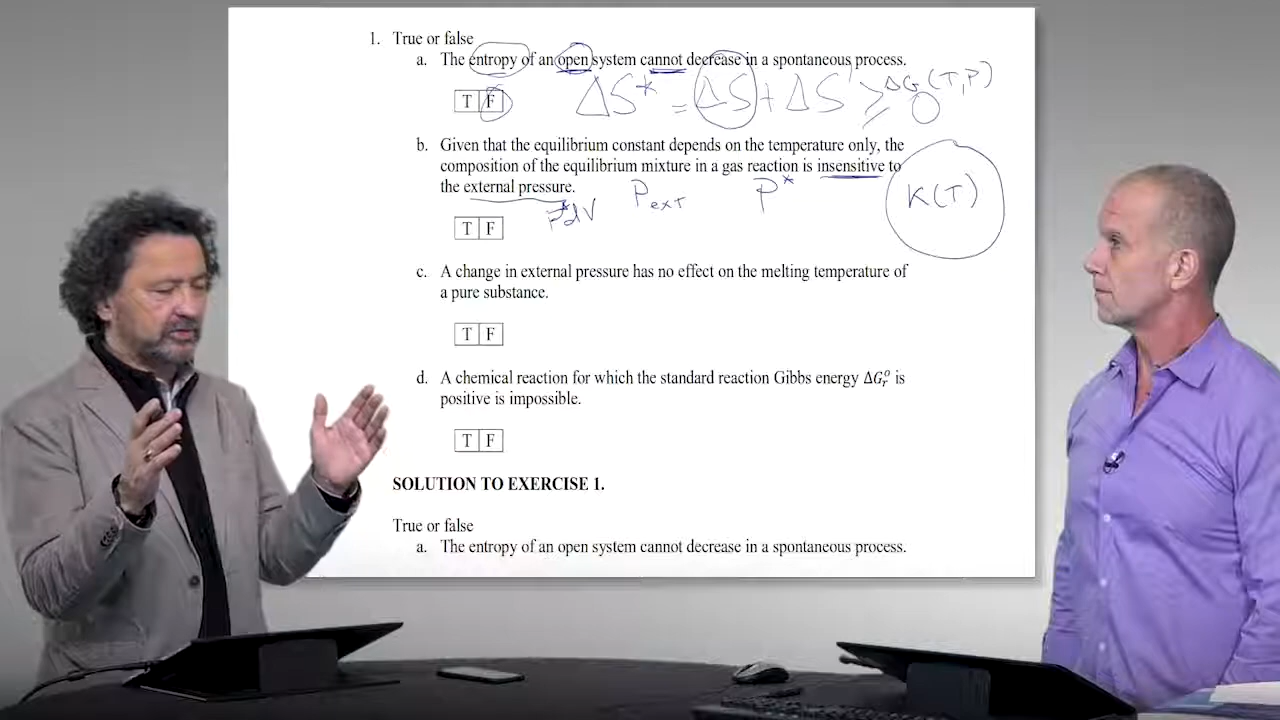 1. True or false
a. The entropy of an open system cannot decrease in a spontaneous process.
T F
ΔS* = ΔS + ΔS' ≥ 0
ΔG (T, P)
b. Given that the equilibrium constant depends on the temperature only, the
composition of the equilibrium mixture in a gas reaction is insensitive to
the external pressure.
P*dV
P ext
P*
K(T)
T F
c. A change in external pressure has no effect on the melting temperature of
a pure substance.
T F
d. A chemical reaction for which the standard reaction Gibbs energy ΔG°r is
positive is impossible.
T F
SOLUTION TO EXERCISE 1.
True or false
a. The entropy of an open system cannot decrease in a spontaneous process.